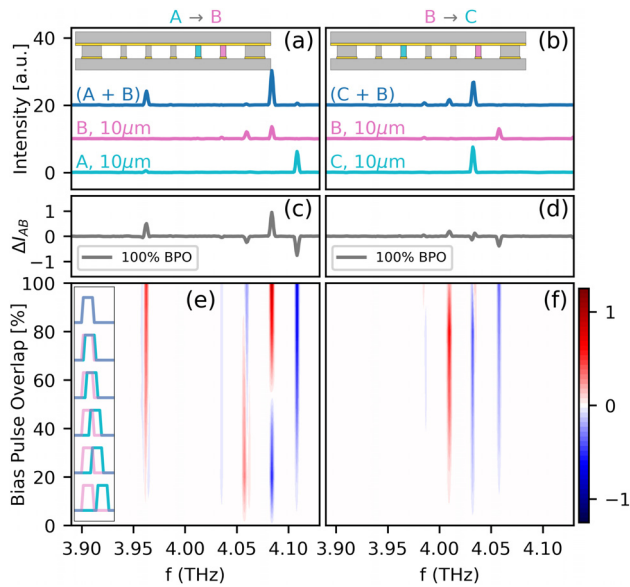 A → B
B → C
40
20
0
Intensity [a.u.]
(a)
(A + B)
B, 10μm
A, 10μm
(b)
(C + B)
B, 10μm
C, 10μm
1
0
−1
ΔI_AB
(c)
100% BPO
(d)
100% BPO
100
80
60
40
20
0
Bias Pulse Overlap [%]
(e)
(f)
1
0
−1
3.90 3.95 4.00 4.05 4.10
3.90 3.95 4.00 4.05 4.10
f (THz)
f (THz)